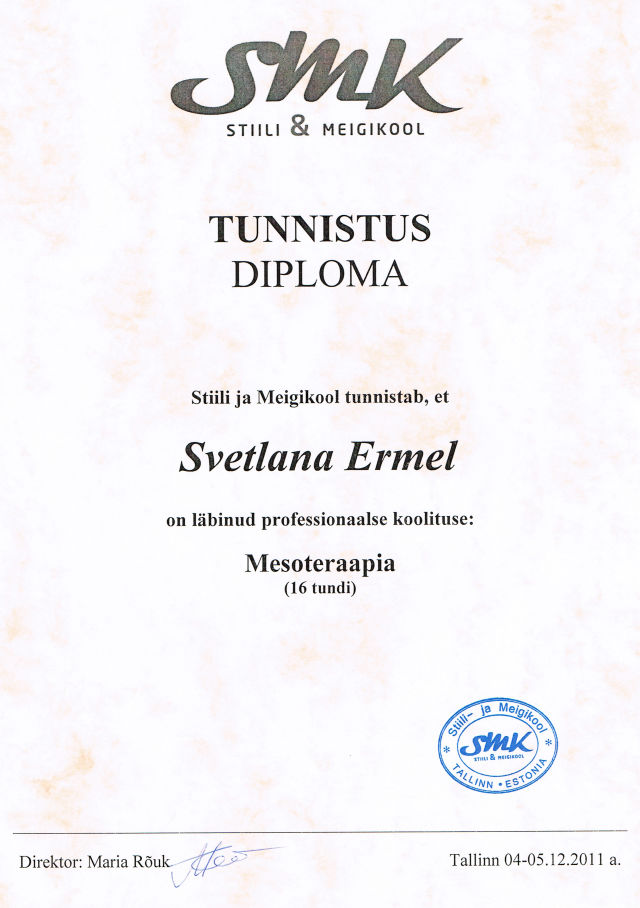 SMK
STIILI & MEIGIKOOL
TUNNISTUS
DIPLOMA
Stiili ja Meigikool tunnistab, et
Svetlana Ermel
on läbinud professionaalse koolituse:
Mesoteraapia
(16 tundi)
* Stiili- ja Meigikool *
SMK
STIILI & MEIGIKOOL
TALLINN • ESTONIA
Direktor: Maria Rõuk
Tallinn 04-05.12.2011 a.